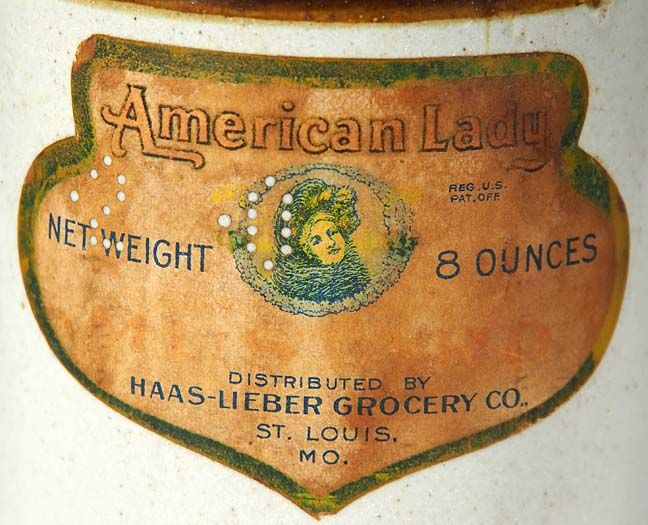 American Lady
REG. U.S.
PAT. OFF
NET WEIGHT 8 OUNCES
DISTRIBUTED BY
HAAS-LIEBER GROCERY CO.,
ST. LOUIS,
MO.